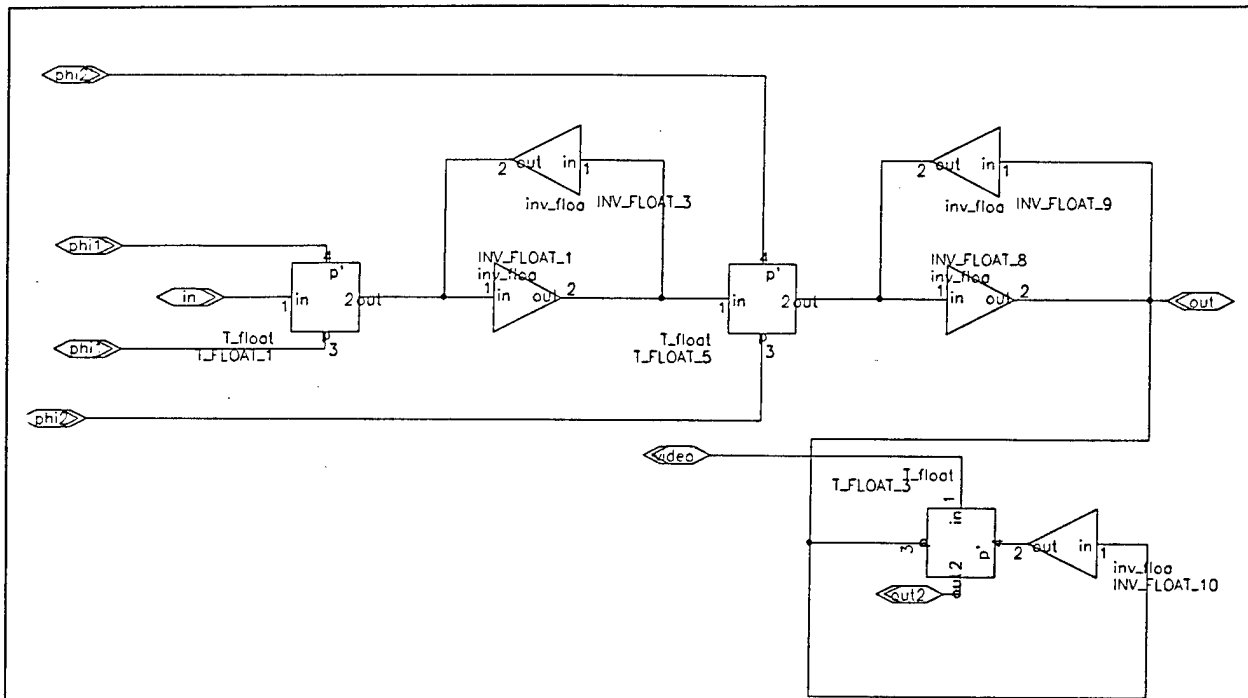 phi2
2 out in 1
inv_floa INV_FLOAT_3
2 out in 1
inv_floa INV_FLOAT_9
phi1
4
p'
INV_FLOAT_1
inv_floa
4
p'
INV_FLOAT_8
inv_floa
in
1 in 2 out
1 in out 2
1 in 2 out
1 in out 2
out
phi1
3
T_float
T_FLOAT_1
3
T_float
T_FLOAT_5
phi2
video
T_float
T_FLOAT_3
in 1
3 p
p' 4
2 out in 1
out 2
inv_floa
INV_FLOAT_10
out2